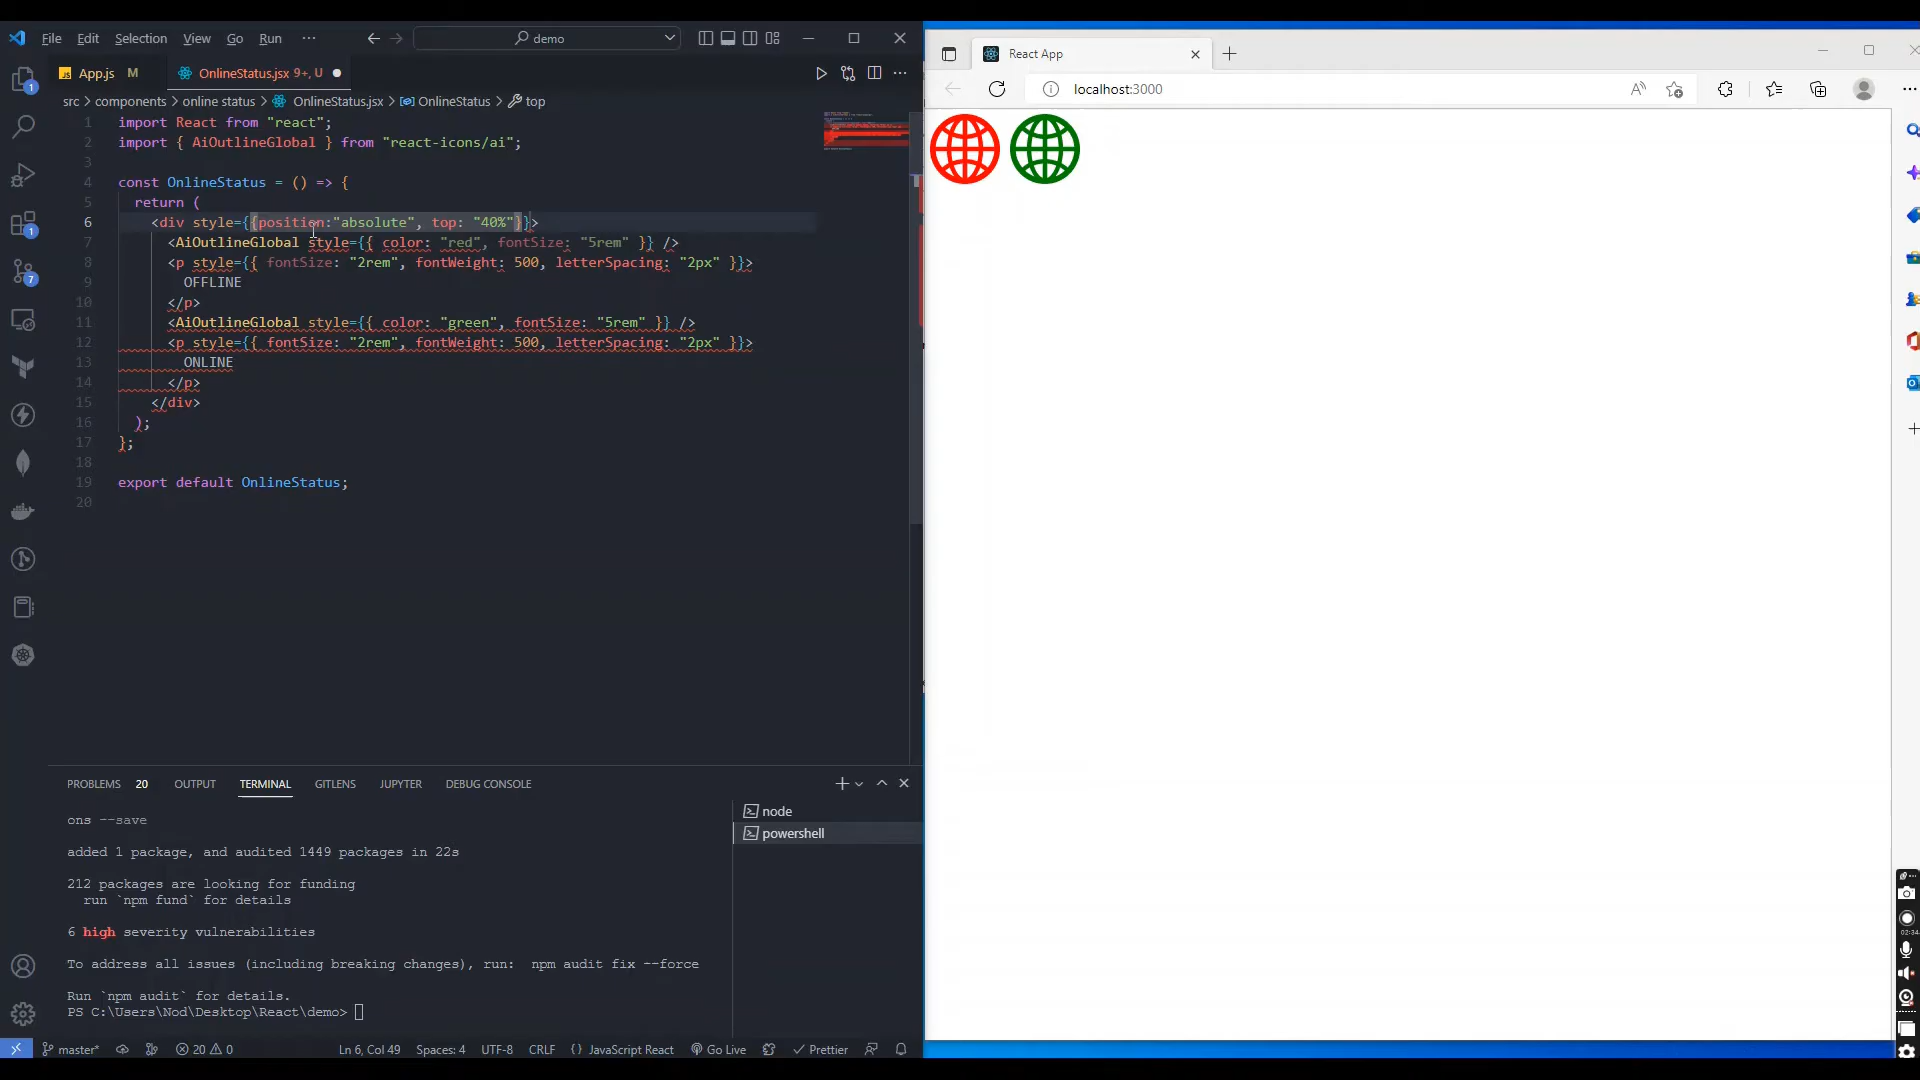 File Edit Selection View Go Run ··· demo
App.js M OnlineStatus.jsx 9+, U
src > components > online status > OnlineStatus.jsx > OnlineStatus > top
1 import React from "react";
2 import { AiOutlineGlobal } from "react-icons/ai";
3
4 const OnlineStatus = () => {
5 return (
6 <div style={{position:"absolute", top: "40%"}}>
7 <AiOutlineGlobal style={{ color: "red", fontSize: "5rem" }} />
8 <p style={{ fontSize: "2rem", fontWeight: 500, letterSpacing: "2px" }}>
9 OFFLINE
10 </p>
11 <AiOutlineGlobal style={{ color: "green", fontSize: "5rem" }} />
12 <p style={{ fontSize: "2rem", fontWeight: 500, letterSpacing: "2px" }}>
13 ONLINE
14 </p>
15 </div>
16 );
17 };
18
19 export default OnlineStatus;
20
PROBLEMS 20 OUTPUT TERMINAL GITLENS JUPYTER DEBUG CONSOLE
ons --save
added 1 package, and audited 1449 packages in 22s
212 packages are looking for funding
run `npm fund` for details
6 high severity vulnerabilities
To address all issues (including breaking changes), run: npm audit fix --force
Run `npm audit` for details.
PS C:\Users\Nod\Desktop\React\demo>
node
powershell
1
1
7
master* 20 0 Ln 6, Col 49 Spaces: 4 UTF-8 CRLF {} JavaScript React Go Live Prettier
React App
localhost:3000